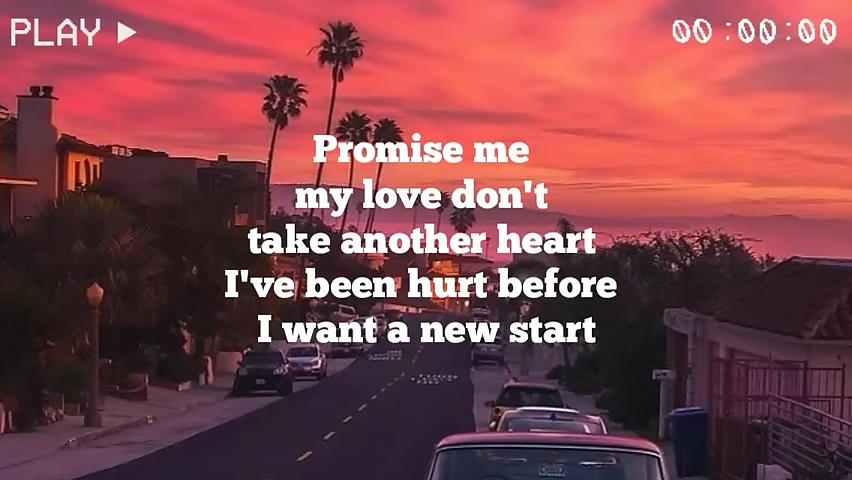 PLAY ▶
00:00:00
Promise me
my love don't
take another heart
I've been hurt before
I want a new start